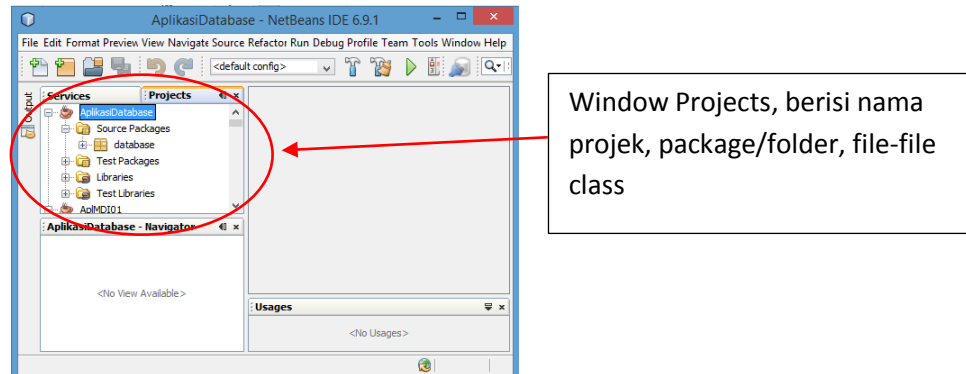 AplikasiDatabase - NetBeans IDE 6.9.1
File Edit Format Preview View Navigate Source Refactor Run Debug Profile Team Tools Window Help
<default config>
Output
Services Projects
AplikasiDatabase
Source Packages
database
Test Packages
Libraries
Test Libraries
AplMDI01
AplikasiDatabase - Navigator
<No View Available>
Usages
<No Usages>
Window Projects, berisi nama
projek, package/folder, file-file
class